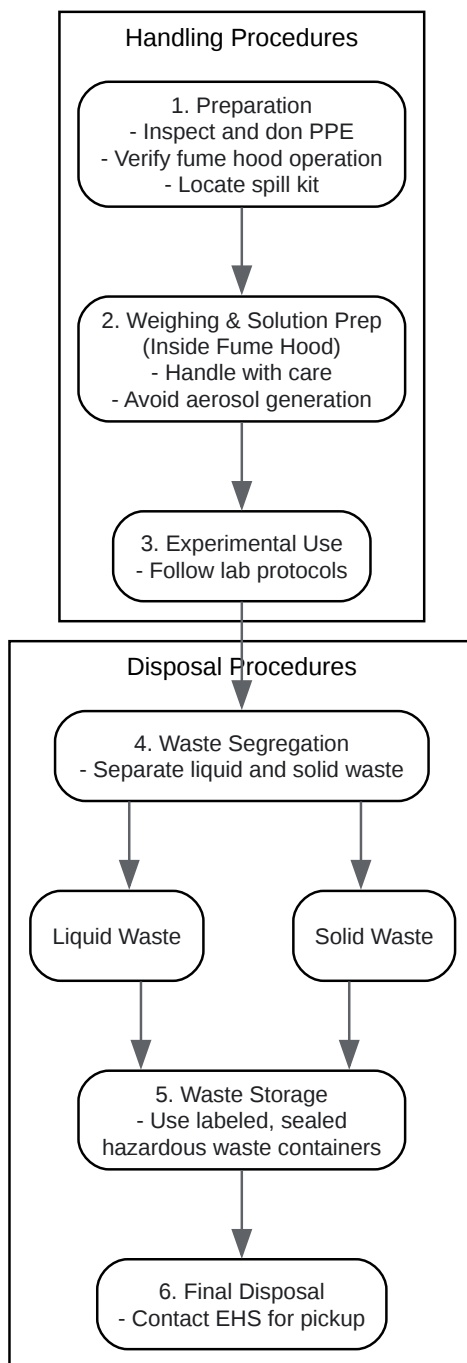 Handling Procedures
1. Preparation
- Inspect and don PPE
- Verify fume hood operation
- Locate spill kit
2. Weighing & Solution Prep
(Inside Fume Hood)
- Handle with care
- Avoid aerosol generation
3. Experimental Use
- Follow lab protocols
Disposal Procedures
4. Waste Segregation
- Separate liquid and solid waste
Liquid Waste
Solid Waste
5. Waste Storage
- Use labeled, sealed
hazardous waste containers
6. Final Disposal
- Contact EHS for pickup